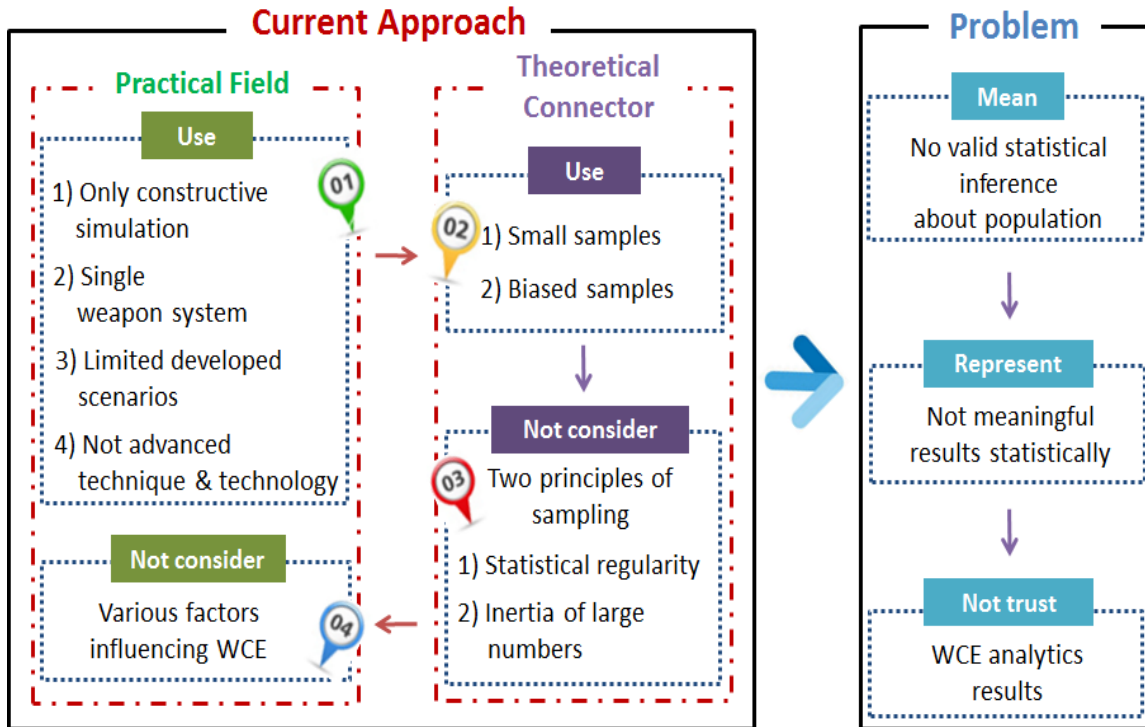 Current Approach
Practical Field
Use
1) Only constructive
simulation
2) Single
weapon system
3) Limited developed
scenarios
4) Not advanced
technique & technology
01
Not consider
Various factors
influencing WCE
04
Theoretical
Connector
Use
02
1) Small samples
2) Biased samples
Not consider
03
Two principles of
sampling
1) Statistical regularity
2) Inertia of large
numbers
Problem
Mean
No valid statistical
inference
about population
Represent
Not meaningful
results statistically
Not trust
WCE analytics
results